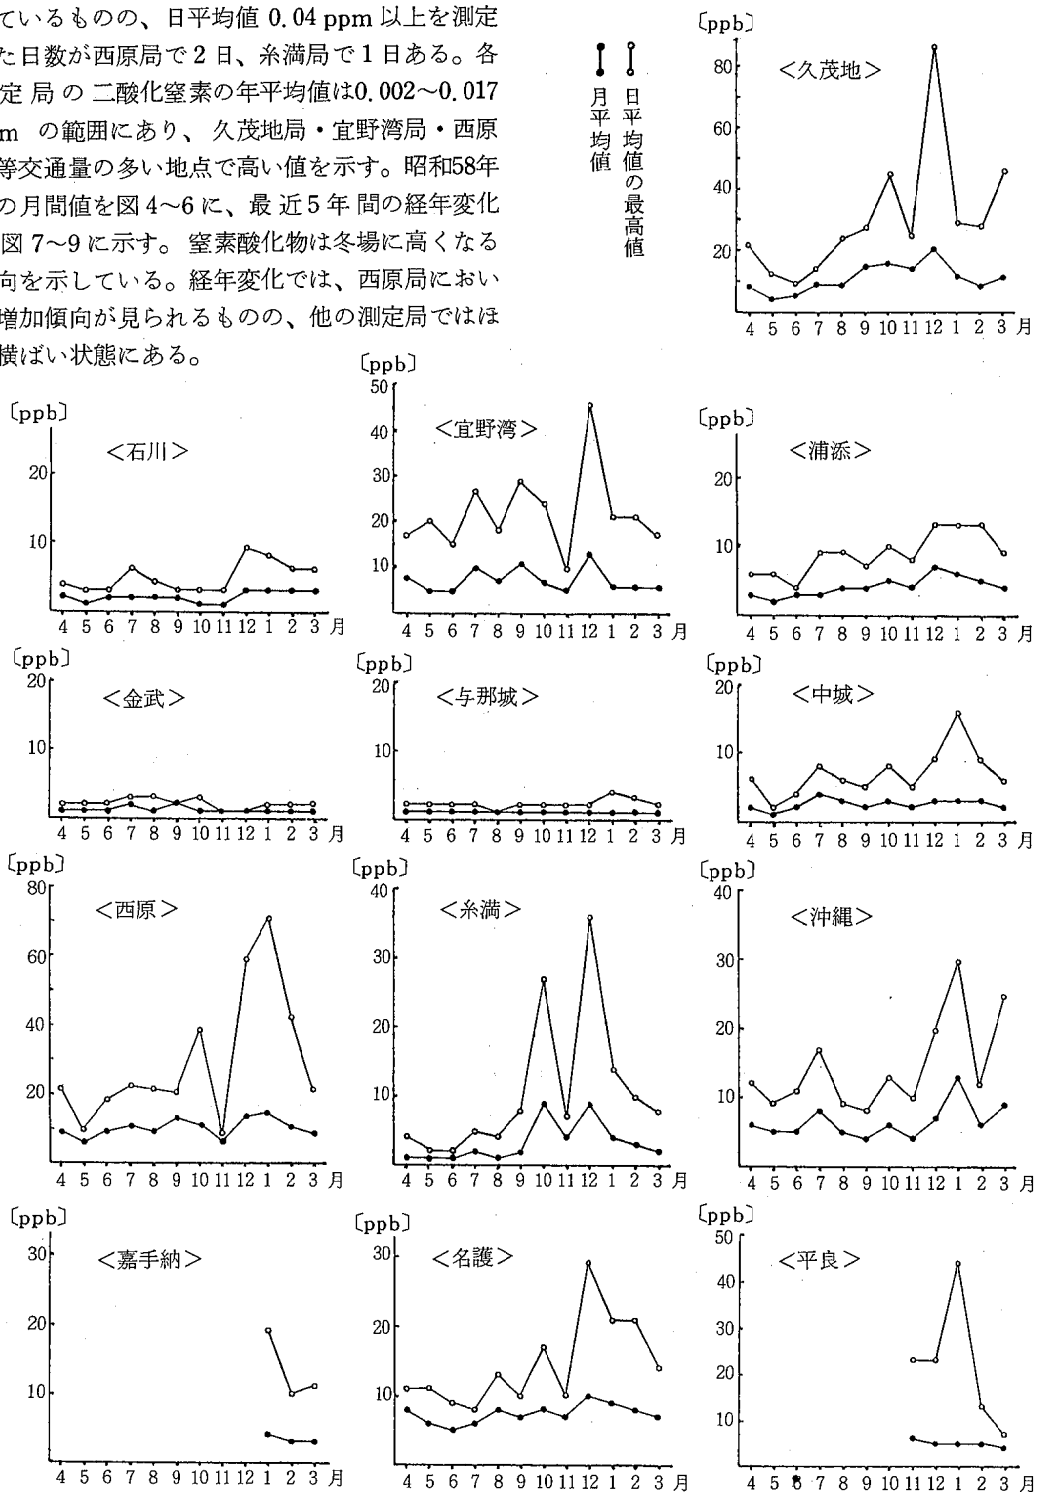 ているものの、日平均値 0.04 ppm 以上を測定
た日数が西原局で2日、糸満局で1日ある。各
定局の二酸化窒素の年平均値は0.002〜0.017
m の範囲にあり、久茂地局・宜野湾局・西原
等交通量の多い地点で高い値を示す。昭和58年
の月間値を図4〜6に、最近5年間の経年変化
図7〜9に示す。窒素酸化物は冬場に高くなる
向を示している。経年変化では、西原局におい
増加傾向が見られるものの、他の測定局ではほ
横ばい状態にある。
日平均値の最高値
月平均値
〔ppb〕
<久茂地>
80
60
40
20
4 5 6 7 8 9 10 11 12 1 2 3 月
〔ppb〕
<石川>
20
10
4 5 6 7 8 9 10 11 12 1 2 3 月
〔ppb〕
<宜野湾>
50
40
30
20
10
4 5 6 7 8 9 10 11 12 1 2 3 月
〔ppb〕
<浦添>
20
10
4 5 6 7 8 9 10 11 12 1 2 3 月
〔ppb〕
<金武>
20
10
4 5 6 7 8 9 10 11 12 1 2 3 月
〔ppb〕
<与那城>
20
10
4 5 6 7 8 9 10 11 12 1 2 3 月
〔ppb〕
<中城>
20
10
4 5 6 7 8 9 10 11 12 1 2 3 月
〔ppb〕
<西原>
80
60
40
20
4 5 6 7 8 9 10 11 12 1 2 3 月
〔ppb〕
<糸満>
40
30
20
10
4 5 6 7 8 9 10 11 12 1 2 3 月
〔ppb〕
<沖縄>
40
30
20
10
4 5 6 7 8 9 10 11 12 1 2 3 月
〔ppb〕
<嘉手納>
30
20
10
4 5 6 7 8 9 10 11 12 1 2 3 月
〔ppb〕
<名護>
30
20
10
4 5 6 7 8 9 10 11 12 1 2 3 月
〔ppb〕
<平良>
50
40
30
20
10
4 5 6 7 8 9 10 11 12 1 2 3 月